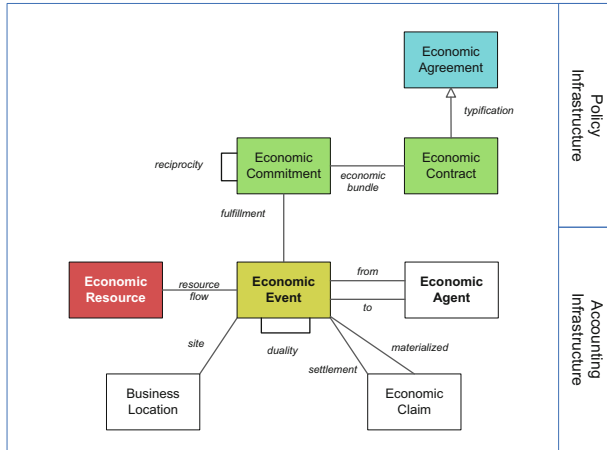 Economic
Agreement
Policy
Infrastructure
typification
reciprocity
Economic
Commitment
economic
bundle
Economic
Contract
fulfillment
Economic
Resource
resource
flow
Economic
Event
from
to
Economic
Agent
Accounting
Infrastructure
site
duality
settlement
materialized
Business
Location
Economic
Claim